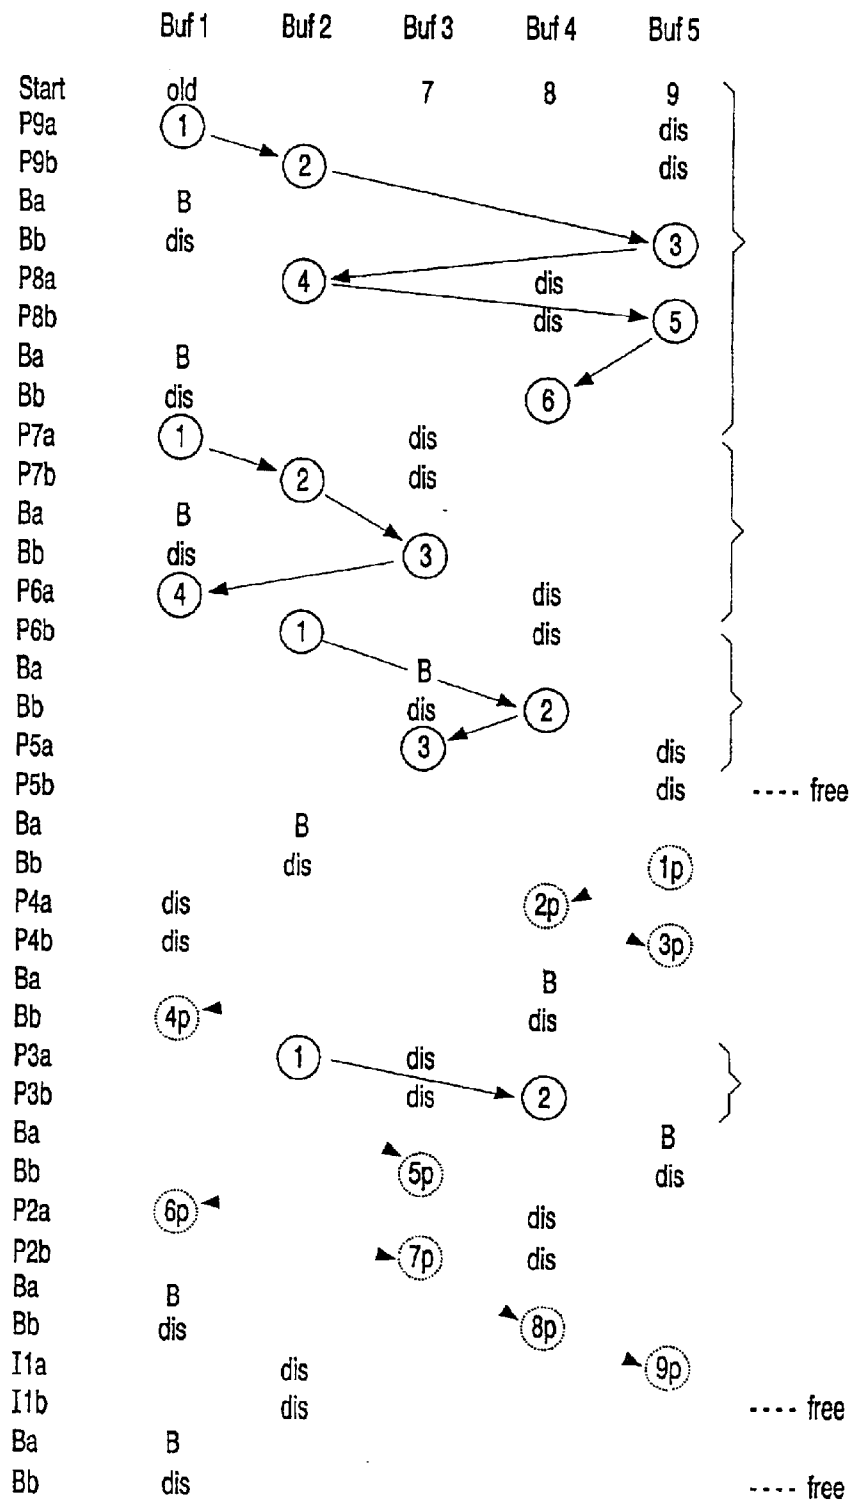 Buf 1 Buf 2 Buf 3 Buf 4 Buf 5
Start old 7 8 9
P9a 1 dis
P9b 2 dis
Ba B
Bb dis 3
P8a 4 dis
P8b dis 5
Ba B
Bb dis 6
P7a 1 dis
P7b 2 dis
Ba B
Bb dis 3
P6a 4 dis
P6b 1 dis
Ba B
Bb dis 2
P5a 3 dis
P5b dis ---- free
Ba B
Bb dis 1p
P4a dis 2p
P4b dis 3p
Ba B
Bb 4p dis
P3a 1 dis
P3b dis 2
Ba B
Bb 5p dis
P2a 6p dis
P2b 7p dis
Ba B
Bb dis 8p
I1a dis 9p
I1b dis ---- free
Ba B
Bb dis ---- free